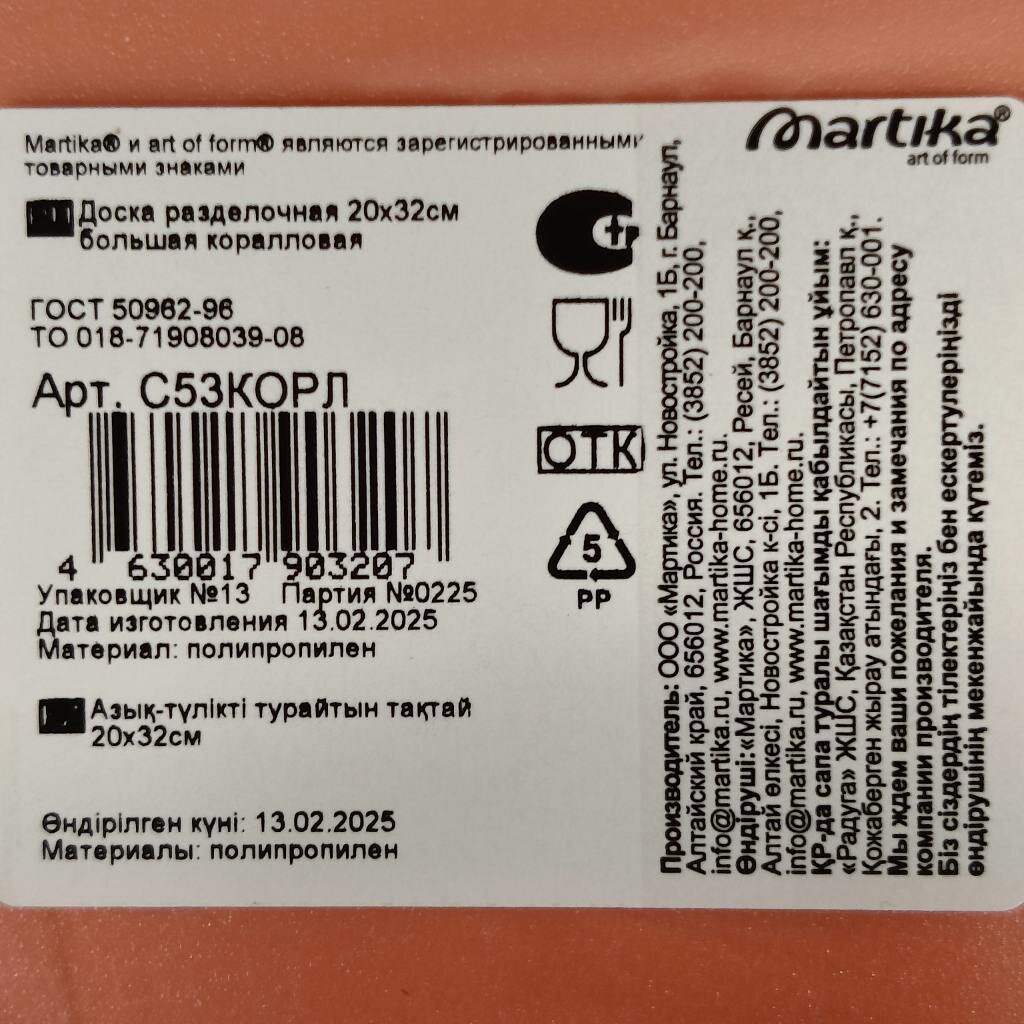 Martika® и art of form® являются зарегистрированными
товарными знаками
Martika®
art of form
Доска разделочная 20х32см
большая коралловая
ГОСТ 50962-96
ТО 018-71908039-08
Арт. С53КОРЛ
4 630017 903207
Упаковщик №13 Партия №0225
Дата изготовления 13.02.2025
Материал: полипропилен
Азық-түлікті турайтын тақтай
20х32см
Өндірілген күні: 13.02.2025
Материалы: полипропилен
ОТК
5
PP
Производитель: ООО «Мартика», ул. Новостройка, 1Б, г. Барнаул,
Алтайский край, 656012, Россия. Тел.: (3852) 200-200,
info@martika.ru, www.martika-home.ru.
Өндіруші:«Мартика», ЖШС, 656012, Ресей, Барнаул қ.,
Алтай өлкесі, Новостройка к-сі, 1Б. Тел.: (3852) 200-200,
info@martika.ru, www.martika-home.ru.
ҚР-да сапа туралы шағымды қабылдайтын ұйым:
«Радуга» ЖШС, Қазақстан Республикасы, Петропавл қ.,
Қожаберген жырау атындағы, 2. Тел.: +7(7152) 630-001.
Мы ждем ваши пожелания и замечания по адресу
компании производителя.
Біз сіздердің тілектеріңіз бен ескертулеріңізді
өндірушінің мекенжайында күтеміз.